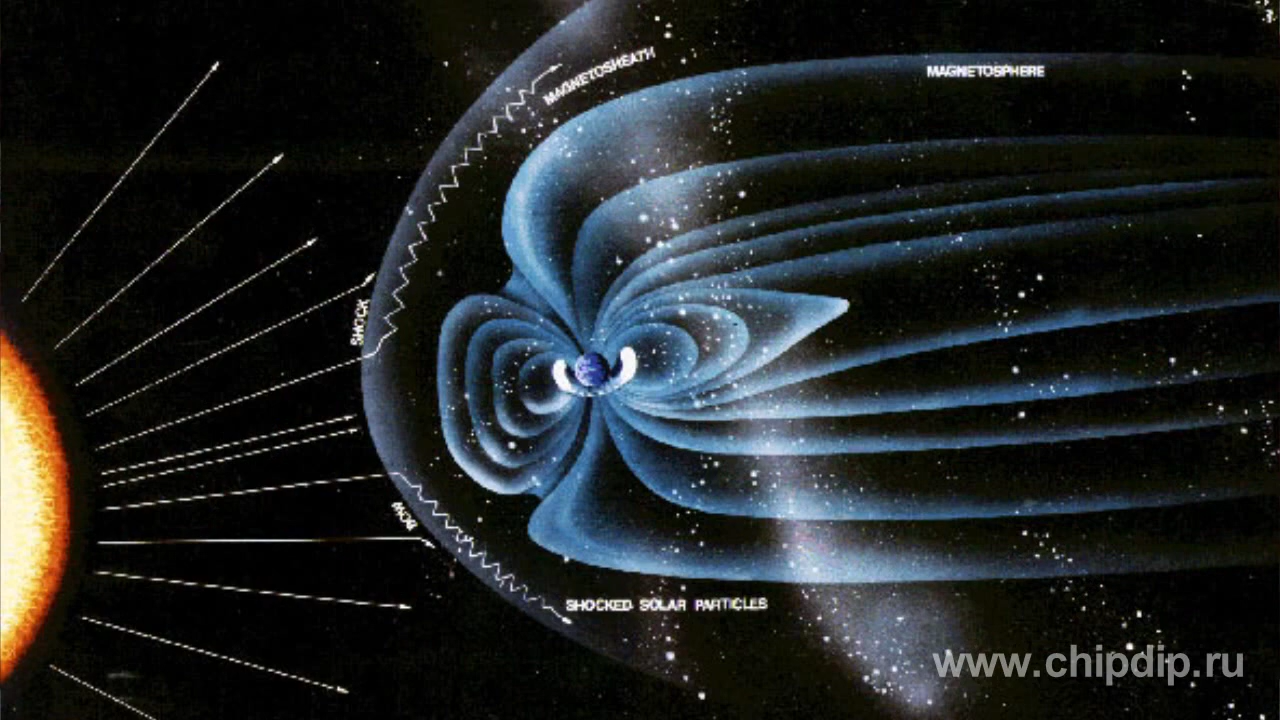 MAGNETOSHEATH
MAGNETOSPHERE
SHOCK
BOW
SHOCKED SOLAR PARTICLES
www.chipdip.ru